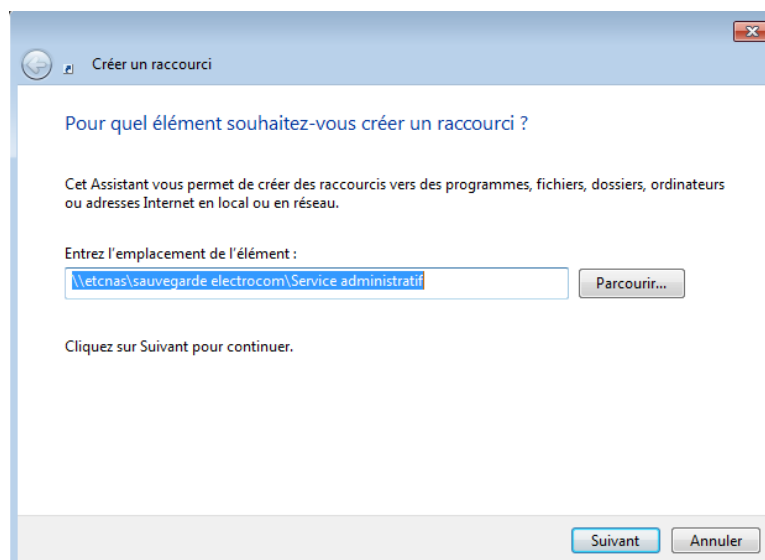 Créer un raccourci
Pour quel élément souhaitez-vous créer un raccourci ?
Cet Assistant vous permet de créer des raccourcis vers des programmes, fichiers, dossiers, ordinateurs
ou adresses Internet en local ou en réseau.
Entrez l'emplacement de l'élément :
\\etcnas\sauvegarde electrocom\Service administratif
Parcourir...
Cliquez sur Suivant pour continuer.
Suivant
Annuler